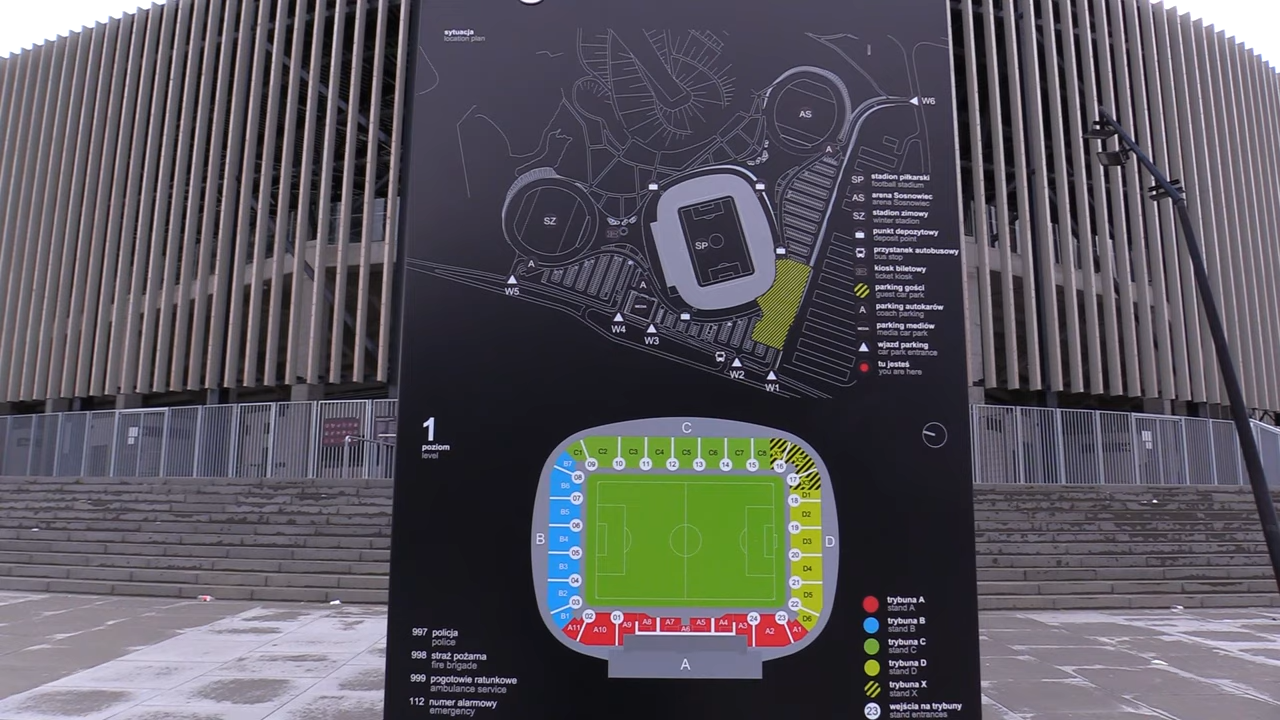 sytuacja
location plan
W6
AS
A
SZ
SP
A
A
W5
W4
W3
W2
W1
SP stadion piłkarski
football stadium
AS arena Sosnowiec
arena Sosnowiec
SZ stadion zimowy
winter stadion
punkt depozytowy
deposit point
przystanek autobusowy
bus stop
kiosk biletowy
ticket kiosk
parking gości
guest car park
A parking autokarów
coach parking
parking mediów
media car park
wjazd parking
car park entrance
tu jesteś
you are here
1
poziom
level
C
C1 C2 C3 C4 C5 C6 C7 C8
09 10 11 12 13 14 15 16
B7 08 17
B6 07 18 D1
D2
B5 06 19
B D
B4 D3
05 20
B3 D4
04 21
B2 D5
03 22
B1 D6
02 01 24 23
A11 A10 A9 A8 A7 A6 A5 A4 A3 A2 A1
A
997 policja
police
998 straż pożarna
fire brigade
999 pogotowie ratunkowe
ambulance service
112 numer alarmowy
emergency
trybuna A
stand A
trybuna B
stand B
trybuna C
stand C
trybuna D
stand D
trybuna X
stand X
23 wejścia na trybuny
stand entrances